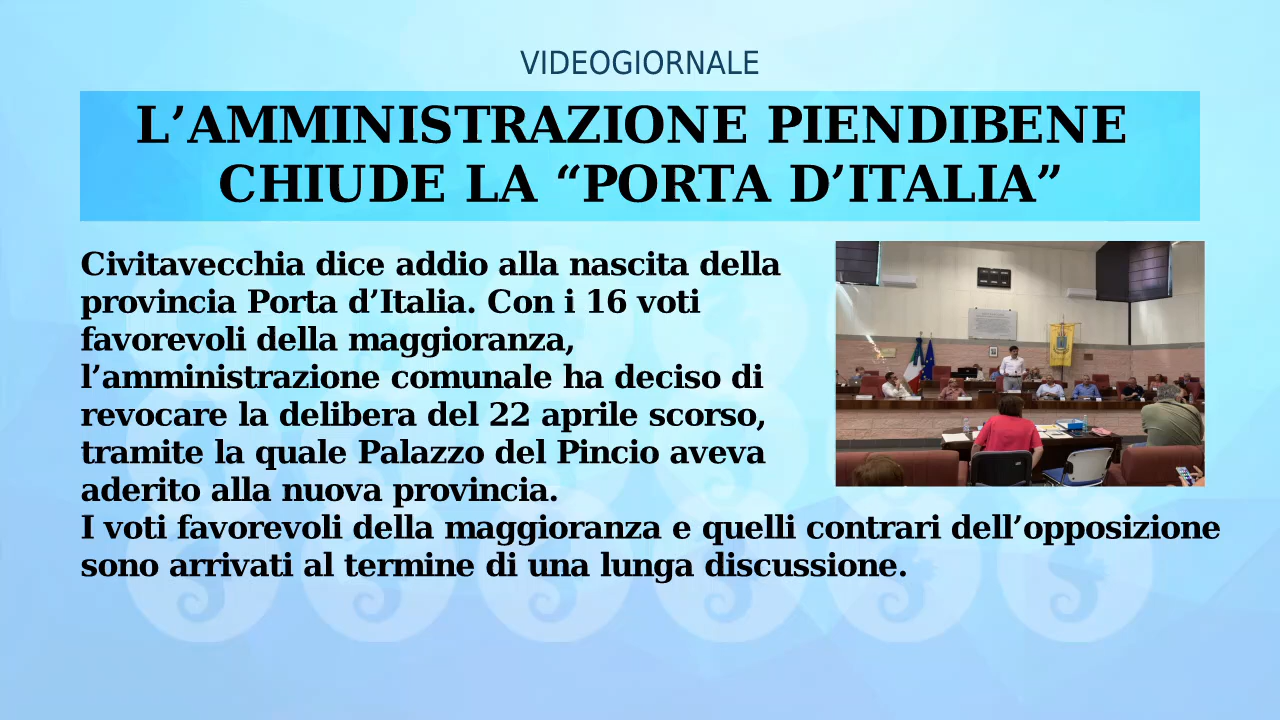 VIDEOGIORNALE
L’AMMINISTRAZIONE PIENDIBENE
CHIUDE LA “PORTA D’ITALIA”
Civitavecchia dice addio alla nascita della
provincia Porta d’Italia. Con i 16 voti
favorevoli della maggioranza,
l’amministrazione comunale ha deciso di
revocare la delibera del 22 aprile scorso,
tramite la quale Palazzo del Pincio aveva
aderito alla nuova provincia.
I voti favorevoli della maggioranza e quelli contrari dell’opposizione
sono arrivati al termine di una lunga discussione.